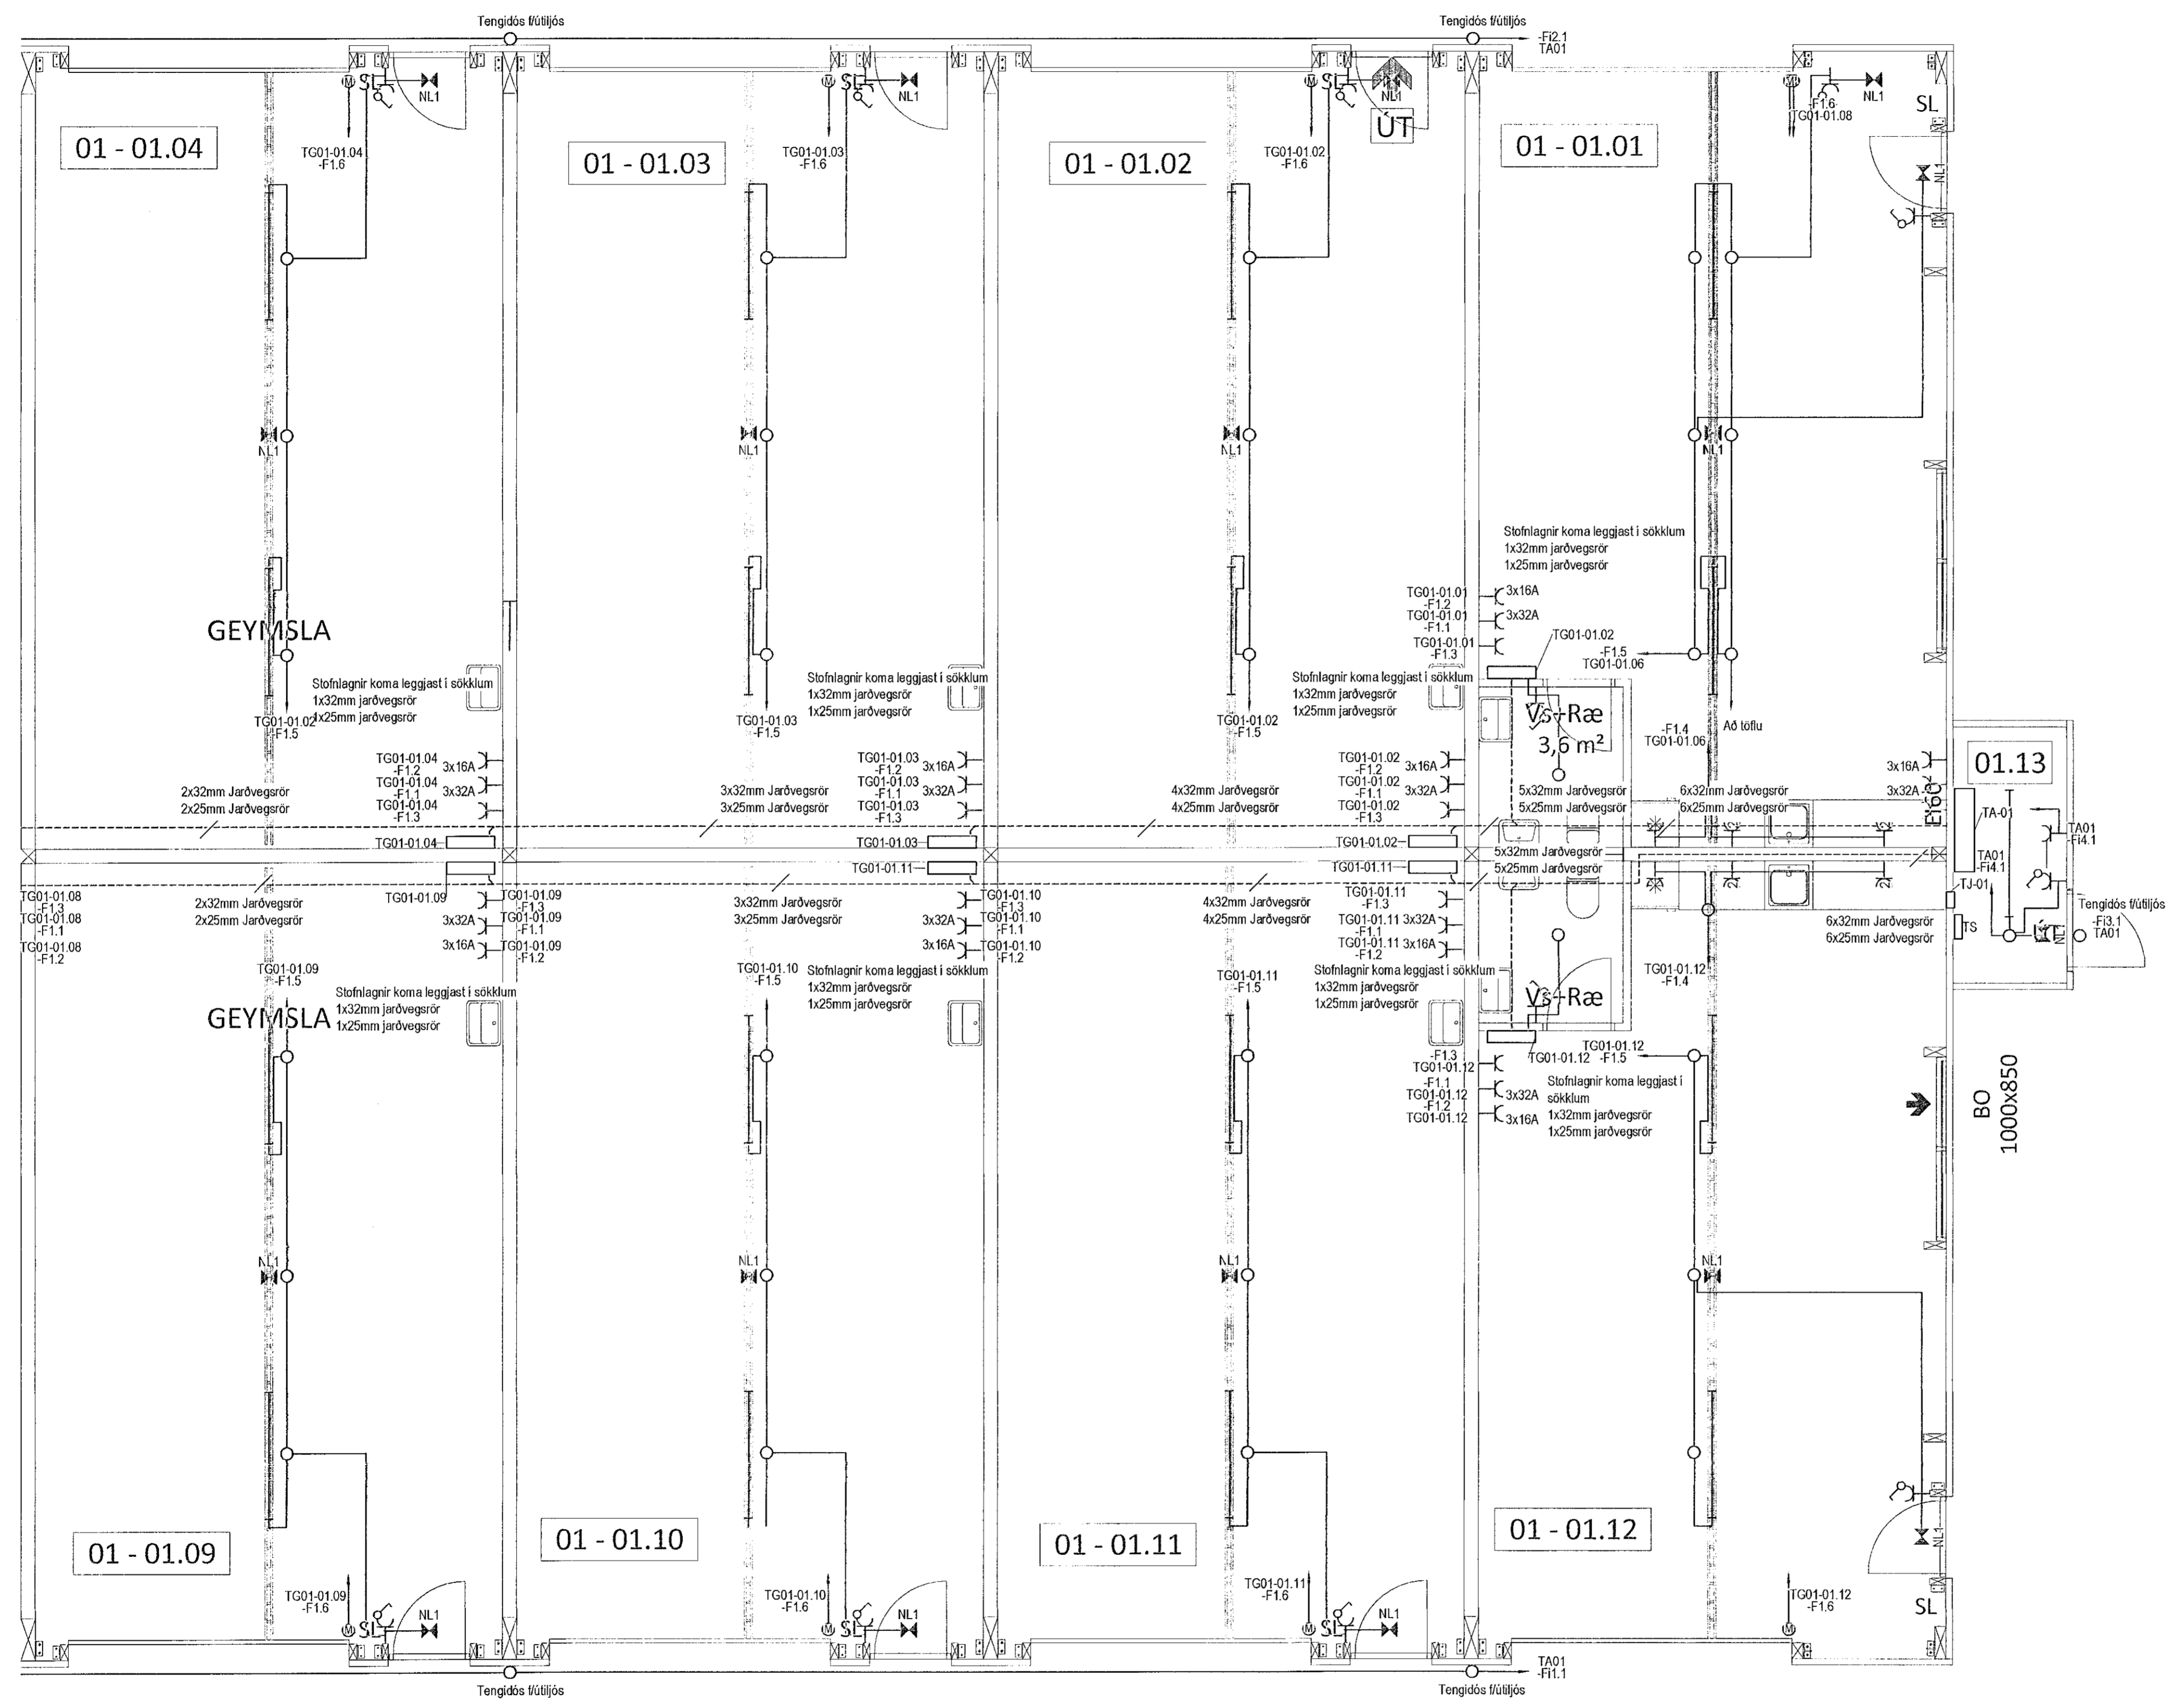 Tengidós f/útiljós
Tengidós f/útiljós
-Fi2.1
TA01
SL
NL1
SL
NL1
SL
NL1
ÚT
-F1.6
TG01-01.08
NL1
SL
NL1
01 - 01.04
TG01-01.04
-F1.6
01 - 01.03
TG01-01.03
-F1.6
01 - 01.02
TG01-01.02
-F1.6
01 - 01.01
NL1
NL1
NL1
NL1
Stofnlagnir koma leggjast í sökklum
1x32mm jarðvegsrör
1x25mm jarðvegsrör
TG01-01.01
-F1.2
3x16A
TG01-01.01
-F1.1
3x32A
TG01-01.01
-F1.3
TG01-01.02
-F1.5
TG01-01.06
GEYMSLA
Stofnlagnir koma leggjast í sökklum
1x32mm jarðvegsrör
1x25mm jarðvegsrör
TG01-01.02
-F1.5
Stofnlagnir koma leggjast í sökklum
1x32mm jarðvegsrör
1x25mm jarðvegsrör
TG01-01.03
-F1.5
Stofnlagnir koma leggjast í sökklum
1x32mm jarðvegsrör
1x25mm jarðvegsrör
TG01-01.02
-F1.5
Vs+Ræ
3,6 m²
-F1.4
TG01-01.06
Að töflu
TG01-01.04
-F1.2
3x16A
TG01-01.04
-F1.1
3x32A
TG01-01.04
-F1.3
TG01-01.03
-F1.2
3x16A
TG01-01.03
-F1.1
3x32A
TG01-01.03
-F1.3
TG01-01.02
-F1.2
3x16A
TG01-01.02
-F1.1
3x32A
TG01-01.02
-F1.3
3x16A
3x32A
EI60
01.13
2x32mm Jarðvegsrör
2x25mm Jarðvegsrör
3x32mm Jarðvegsrör
3x25mm Jarðvegsrör
4x32mm Jarðvegsrör
4x25mm Jarðvegsrör
5x32mm Jarðvegsrör
5x25mm Jarðvegsrör
6x32mm Jarðvegsrör
6x25mm Jarðvegsrör
TA-01
TA01
-Fi4.1
TA01
-Fi4.1
TG01-01.04
TG01-01.03
TG01-01.02
TG01-01.11
TG01-01.11
5x32mm Jarðvegsrör
5x25mm Jarðvegsrör
TJ-01
TS
NL1
Tengidós f/útiljós
-Fi3.1
TA01
TG01-01.08
-F1.3
TG01-01.08
-F1.1
TG01-01.08
-F1.2
2x32mm Jarðvegsrör
2x25mm Jarðvegsrör
TG01-01.09
TG01-01.09
-F1.3
3x32A
TG01-01.09
-F1.1
3x16A
TG01-01.09
-F1.2
3x32mm Jarðvegsrör
3x25mm Jarðvegsrör
TG01-01.10
-F1.3
3x32A
TG01-01.10
-F1.1
3x16A
TG01-01.10
-F1.2
4x32mm Jarðvegsrör
4x25mm Jarðvegsrör
TG01-01.11
-F1.3
TG01-01.11
3x32A
-F1.1
TG01-01.11
3x16A
-F1.2
6x32mm Jarðvegsrör
6x25mm Jarðvegsrör
TG01-01.09
-F1.5
GEYMSLA
Stofnlagnir koma leggjast í sökklum
1x32mm jarðvegsrör
1x25mm jarðvegsrör
TG01-01.10
-F1.5
Stofnlagnir koma leggjast í sökklum
1x32mm jarðvegsrör
1x25mm jarðvegsrör
TG01-01.11
-F1.5
Stofnlagnir koma leggjast í sökklum
1x32mm jarðvegsrör
1x25mm jarðvegsrör
Vs+Ræ
TG01-01.12
-F1.4
-F1.3
TG01-01.12
-F1.1
TG01-01.12
3x32A
-F1.2
TG01-01.12
3x16A
TG01-01.12
TG01-01.12
-F1.5
Stofnlagnir koma leggjast í
sökklum
1x32mm jarðvegsrör
1x25mm jarðvegsrör
BO
1000x850
NL1
NL1
NL1
NL1
01 - 01.09
01 - 01.10
01 - 01.11
01 - 01.12
NL1
TG01-01.09
-F1.6
SL
NL1
TG01-01.10
-F1.6
SL
NL1
TG01-01.11
-F1.6
SL
NL1
TG01-01.12
-F1.6
SL
TA01
-Fi1.1
Tengidós f/útiljós
Tengidós f/útiljós